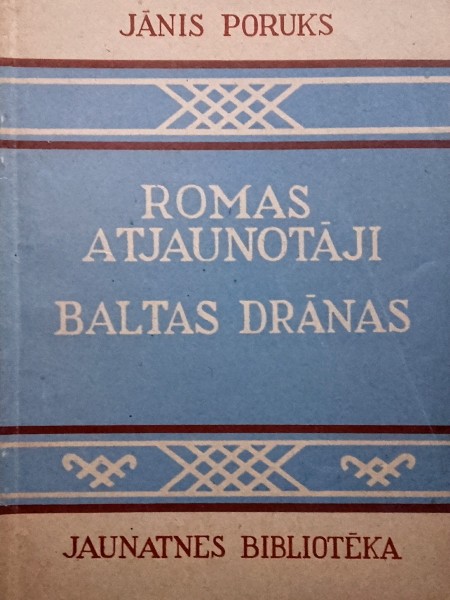 JĀNIS PORUKS
ROMAS
ATJAUNOTĀJI
BALTAS DRĀNAS
JAUNATNES BIBLIOTĒKA